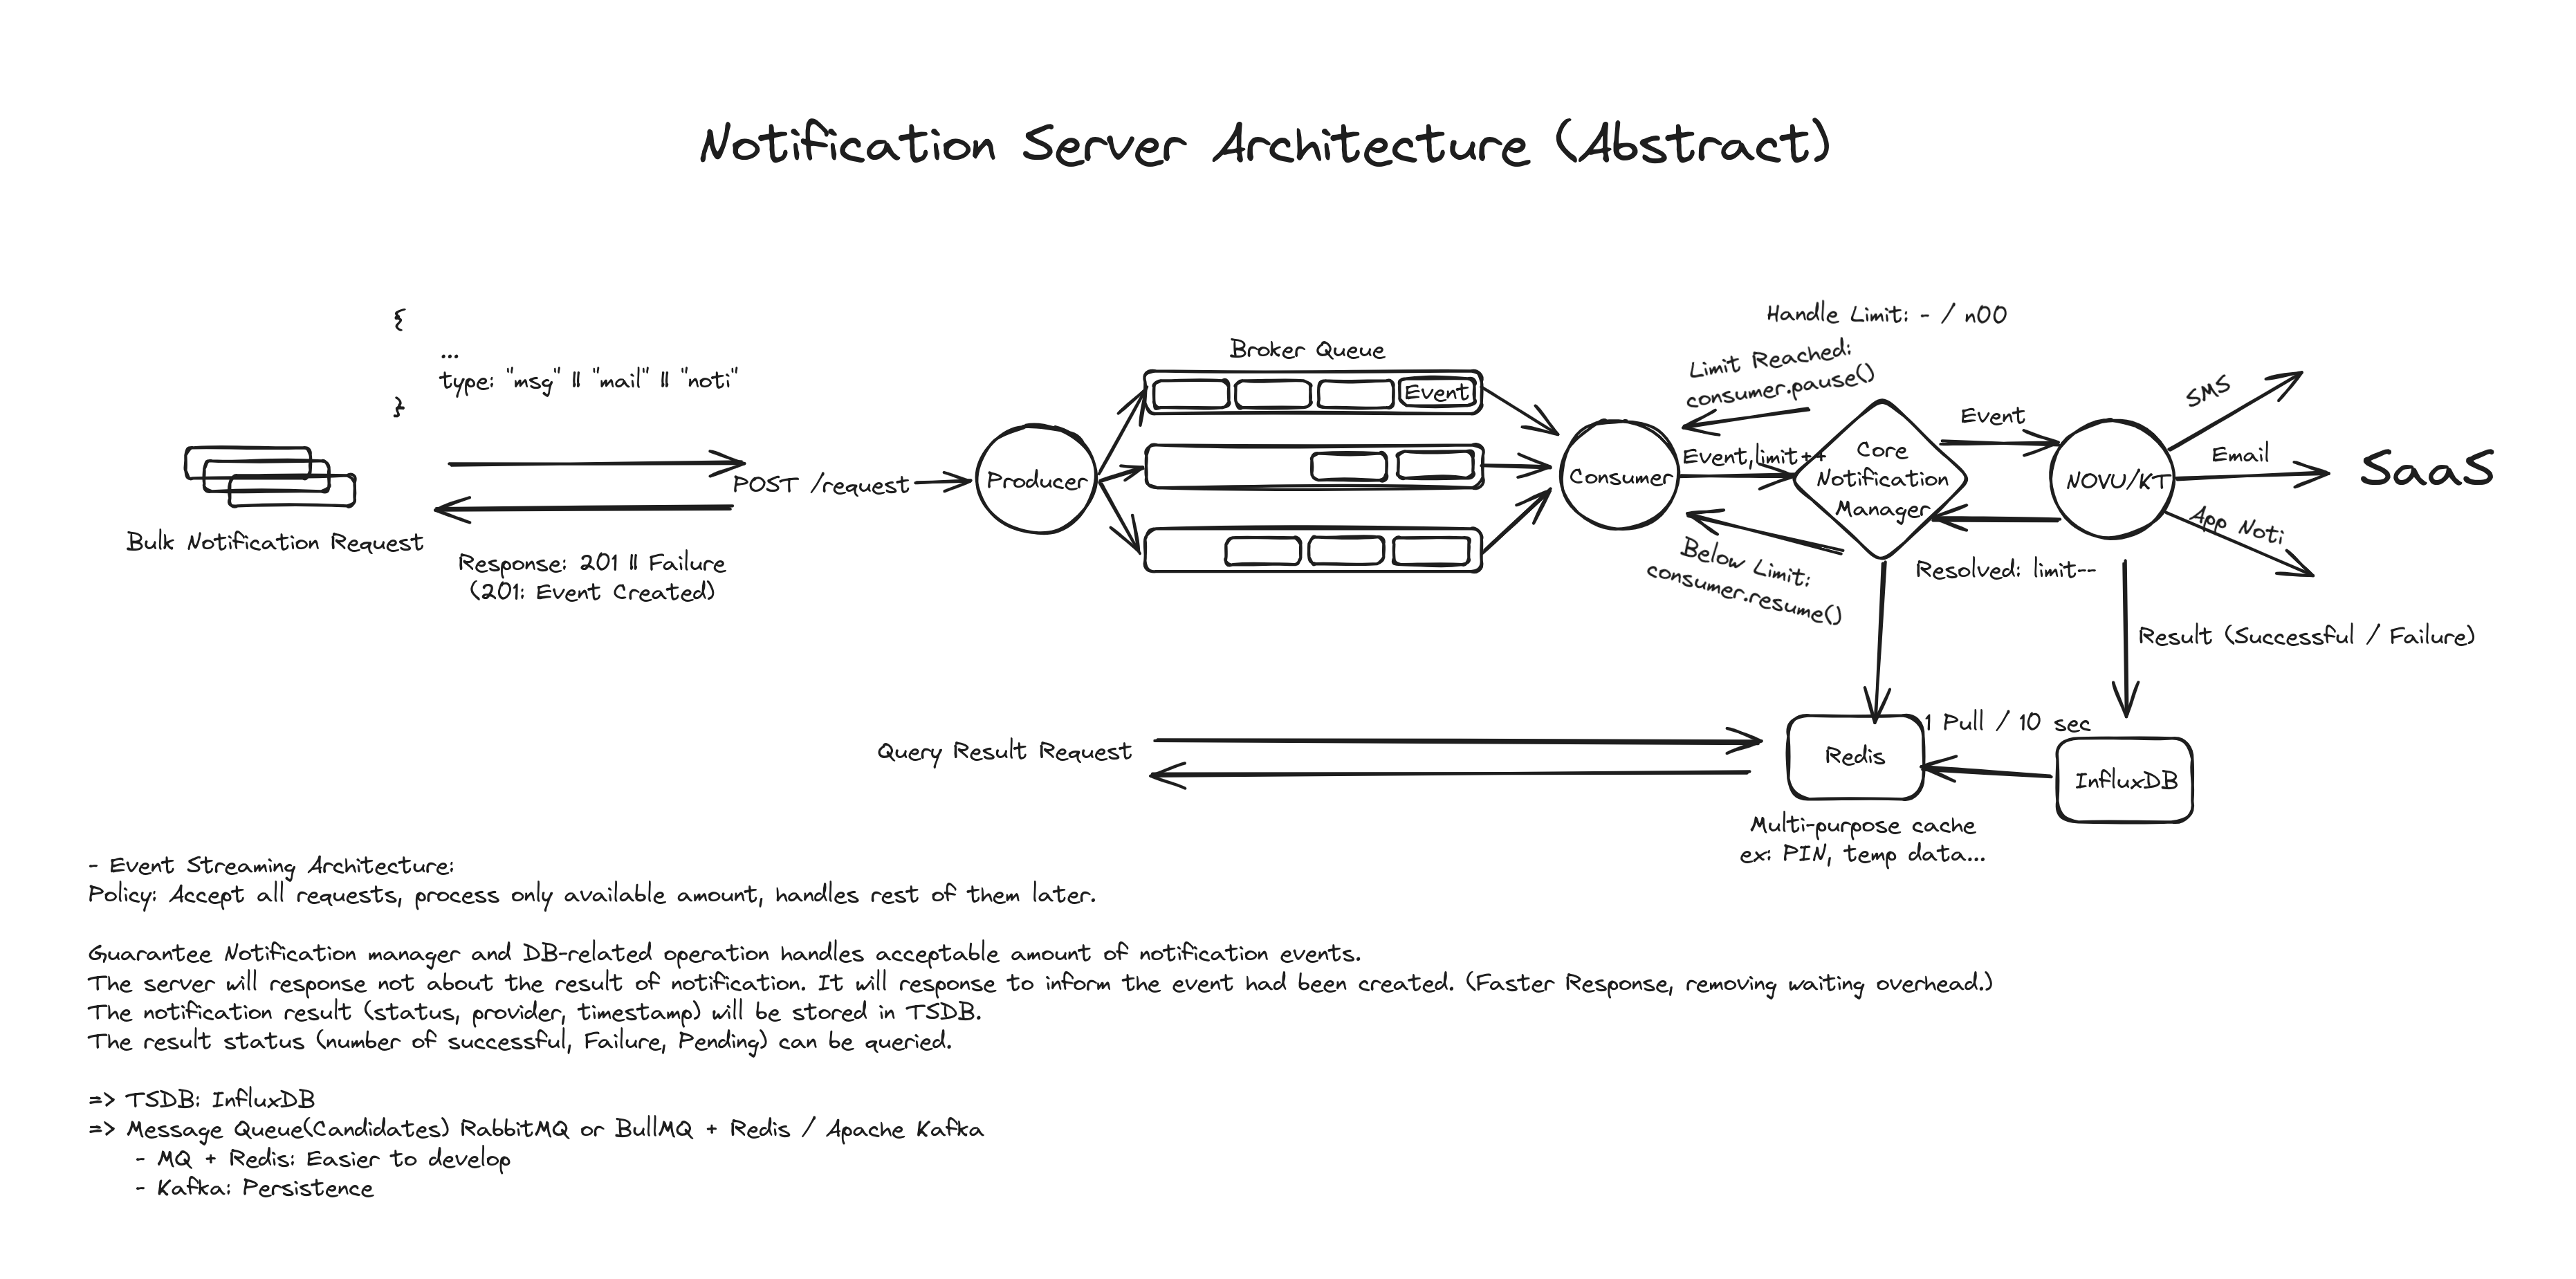 Notification Server Architecture (Abstract)
{
...
type: "msg" || "mail" || "noti"
}
Bulk Notification Request
POST /request
Response: 201 || Failure
(201: Event Created)
Producer
Broker Queue
Event
Consumer
Handle Limit: - / n00
Limit Reached:
consumer.pause()
Event,limit++
Below Limit:
consumer.resume()
Core
Notification
Manager
Event
Resolved: limit--
NOVU/KT
SMS
Email
App Noti
SaaS
Result (Successful / Failure)
Query Result Request
Redis
1 Pull / 10 sec
InfluxDB
Multi-purpose cache
ex: PIN, temp data...
- Event Streaming Architecture:
Policy: Accept all requests, process only available amount, handles rest of them later.
Guarantee Notification manager and DB-related operation handles acceptable amount of notification events.
The server will response not about the result of notification. It will response to inform the event had been created. (Faster Response, removing waiting overhead.)
The notification result (status, provider, timestamp) will be stored in TSDB.
The result status (number of successful, Failure, Pending) can be queried.
=> TSDB: InfluxDB
=> Message Queue(Candidates) RabbitMQ or BullMQ + Redis / Apache Kafka
- MQ + Redis: Easier to develop
- Kafka: Persistence